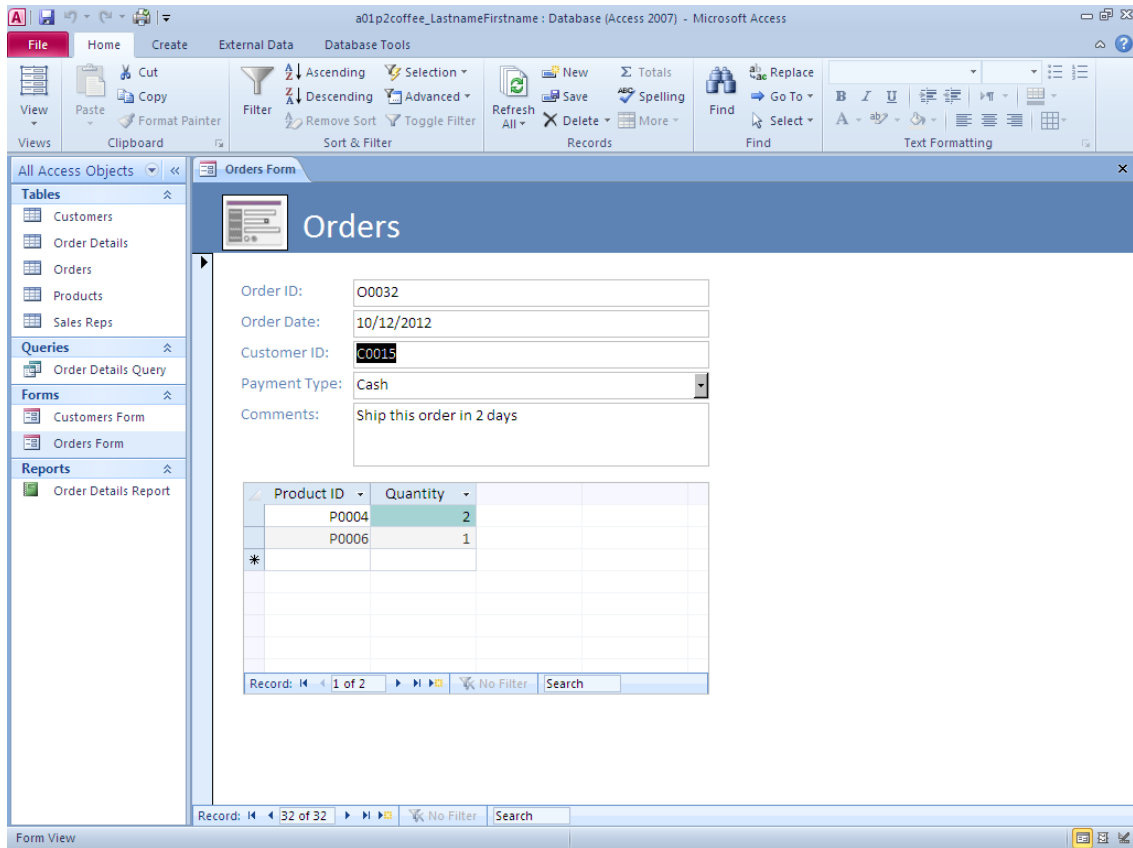 A a01p2coffee_LastnameFirstname : Database (Access 2007) - Microsoft Access
File Home Create External Data Database Tools
View
Views
Paste
Cut
Copy
Format Painter
Clipboard
Filter
Ascending
Descending
Remove Sort
Selection
Advanced
Toggle Filter
Sort & Filter
Refresh
All
New
Save
Delete
Totals
Spelling
More
Records
Find
Replace
Go To
Select
Find
B I U
A
Text Formatting
All Access Objects
Tables
Customers
Order Details
Orders
Products
Sales Reps
Queries
Order Details Query
Forms
Customers Form
Orders Form
Reports
Order Details Report
Orders Form
Orders
Order ID: O0032
Order Date: 10/12/2012
Customer ID: C0015
Payment Type: Cash
Comments: Ship this order in 2 days
Product ID Quantity
P0004 2
P0006 1
Record: 1 of 2 No Filter Search
Record: 32 of 32 No Filter Search
Form View